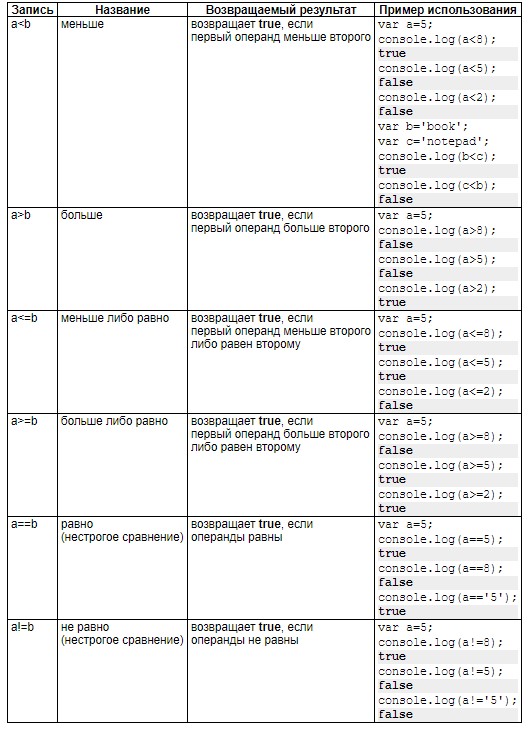 Запись Название Возвращаемый результат Пример использования
a<b меньше возвращает true, если var a=5;
первый операнд меньше второго console.log(a<8);
true
console.log(a<5);
false
console.log(a<2);
false
var b='book';
var c='notepad';
console.log(b<c);
true
console.log(c<b);
false
a>b больше возвращает true, если var a=5;
первый операнд больше второго console.log(a>8);
false
console.log(a>5);
false
console.log(a>2);
true
a<=b меньше либо равно возвращает true, если var a=5;
первый операнд меньше второго console.log(a<=8);
либо равен второму true
console.log(a<=5);
true
console.log(a<=2);
false
a>=b больше либо равно возвращает true, если var a=5;
первый операнд больше второго console.log(a>=8);
либо равен второму false
console.log(a>=5);
true
console.log(a>=2);
true
a==b равно возвращает true, если var a=5;
(нестрогое сравнение) операнды равны console.log(a==5);
true
console.log(a==8);
false
console.log(a=='5');
true
a!=b не равно возвращает true, если var a=5;
(нестрогое сравнение) операнды не равны console.log(a!=8);
true
console.log(a!=5);
false
console.log(a!='5');
false